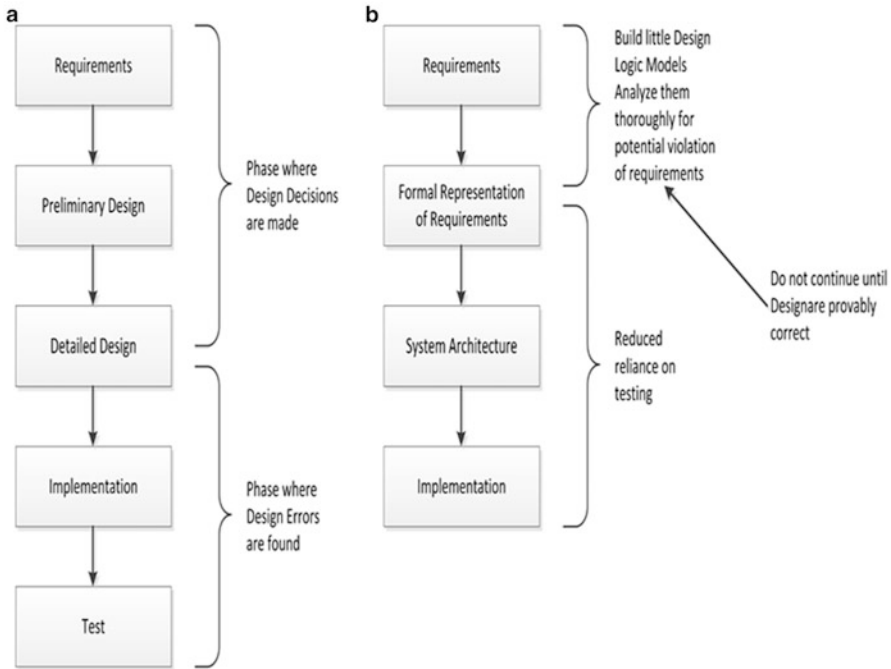 a
Requirements
Preliminary Design
Detailed Design
Implementation
Test
Phase where
Design Decisions
are made
Phase where
Design Errors
are found
b
Requirements
Formal Representation
of Requirements
System Architecture
Implementation
Build little Design
Logic Models
Analyze them
thoroughly for
potential violation
of requirements
Reduced
reliance on
testing
Do not continue until
Designare provably
correct